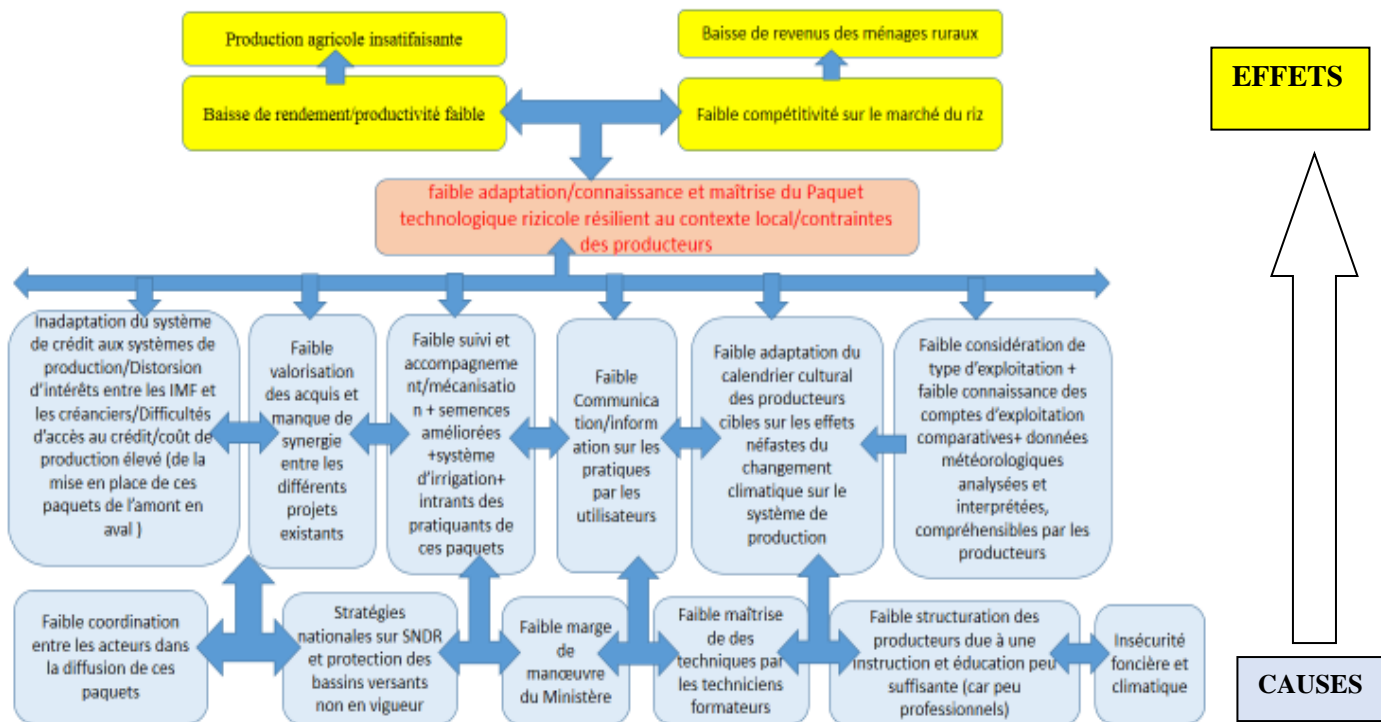 Production agricole insatifaisante
Baisse de revenus des ménages ruraux
EFFETS
Baisse de rendement/productivité faible
Faible compétitivité sur le marché du riz
faible adaptation/connaissance et maîtrise du Paquet
technologique rizicole résilient au contexte local/contraintes
des producteurs
Inadaptation du système
de crédit aux systèmes de
production/Distorsion
d'intérêts entre les IMF et
les créanciers/Difficultés
d'accès au crédit/coût de
production élevé (de la
mise en place de ces
paquets de l'amont en
aval )
Faible
valorisation
des acquis et
manque de
synergie
entre les
différents
projets
existants
Faible suivi et
accompagneme
nt/mécanisatio
n + semences
améliorées
+système
d'irrigation+
intrants des
pratiquants de
ces paquets
Faible
Communica
tion/inform
ation sur les
pratiques
par les
utilisateurs
Faible adaptation du
calendrier cultural
des producteurs
cibles sur les effets
néfastes du
changement
climatique sur le
système de
production
Faible considération de
type d'exploitation +
faible connaissance des
comptes d'exploitation
comparatives+ données
météorologiques
analysées et
interprétées,
compréhensibles par les
producteurs
Faible coordination
entre les acteurs dans
la diffusion de ces
paquets
Stratégies
nationales sur SNDR
et protection des
bassins versants
non en vigueur
Faible marge
de
manœuvre
du Ministère
Faible maîtrise
de des
techniques par
les techniciens
formateurs
Faible structuration des
producteurs due à une
instruction et éducation peu
suffisante (car peu
professionnels)
Insécurité
foncière et
climatique
CAUSES